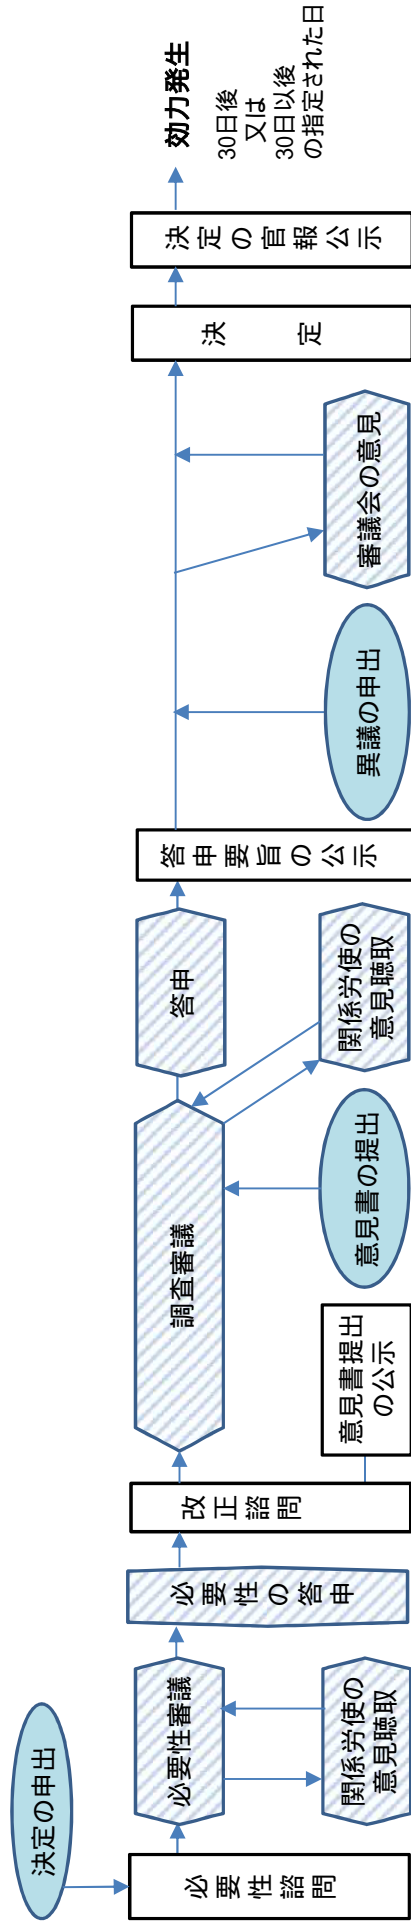 決定の申出
必要性諮問
必要性審議
関係労使の
意見聴取
必要性の答申
改正諮問
意見書提出
の公示
調査審議
意見書の提出
関係労使の
意見聴取
答申
答申要旨の公示
異議の申出
審議会の意見
決定
決定の官報公示
効力発生
30日後
又は
30日以後
の指定された日